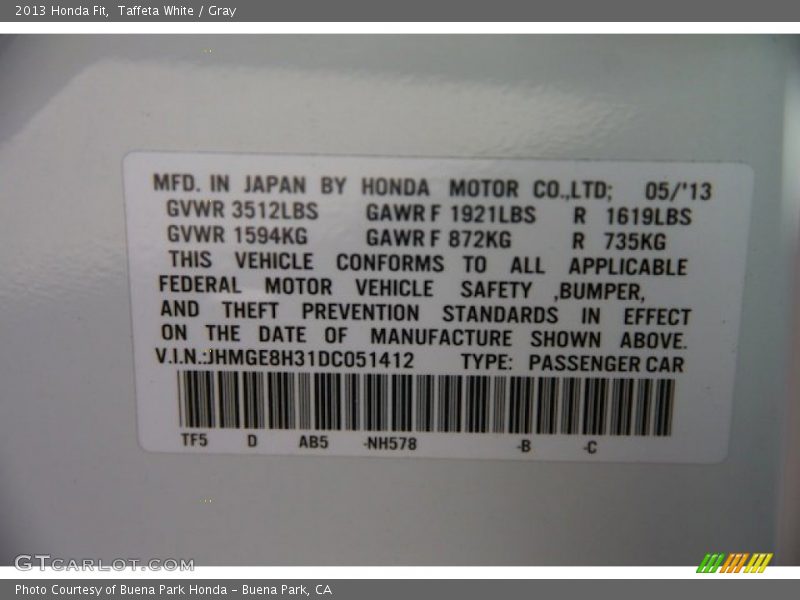 2013 Honda Fit,  Taffeta White / Gray
MFD. IN JAPAN BY HONDA MOTOR CO.,LTD; 05/'13
GVWR 3512LBS GAWR F 1921LBS R 1619LBS
GVWR 1594KG GAWR F 872KG R 735KG
THIS VEHICLE CONFORMS TO ALL APPLICABLE
FEDERAL MOTOR VEHICLE SAFETY ,BUMPER,
AND THEFT PREVENTION STANDARDS IN EFFECT
ON THE DATE OF MANUFACTURE SHOWN ABOVE.
V.I.N.:JHMGE8H31DC051412 TYPE: PASSENGER CAR
TF5 D AB5 -NH578 -B -C
GTCARLOT.COM
Photo Courtesy of Buena Park Honda - Buena Park, CA